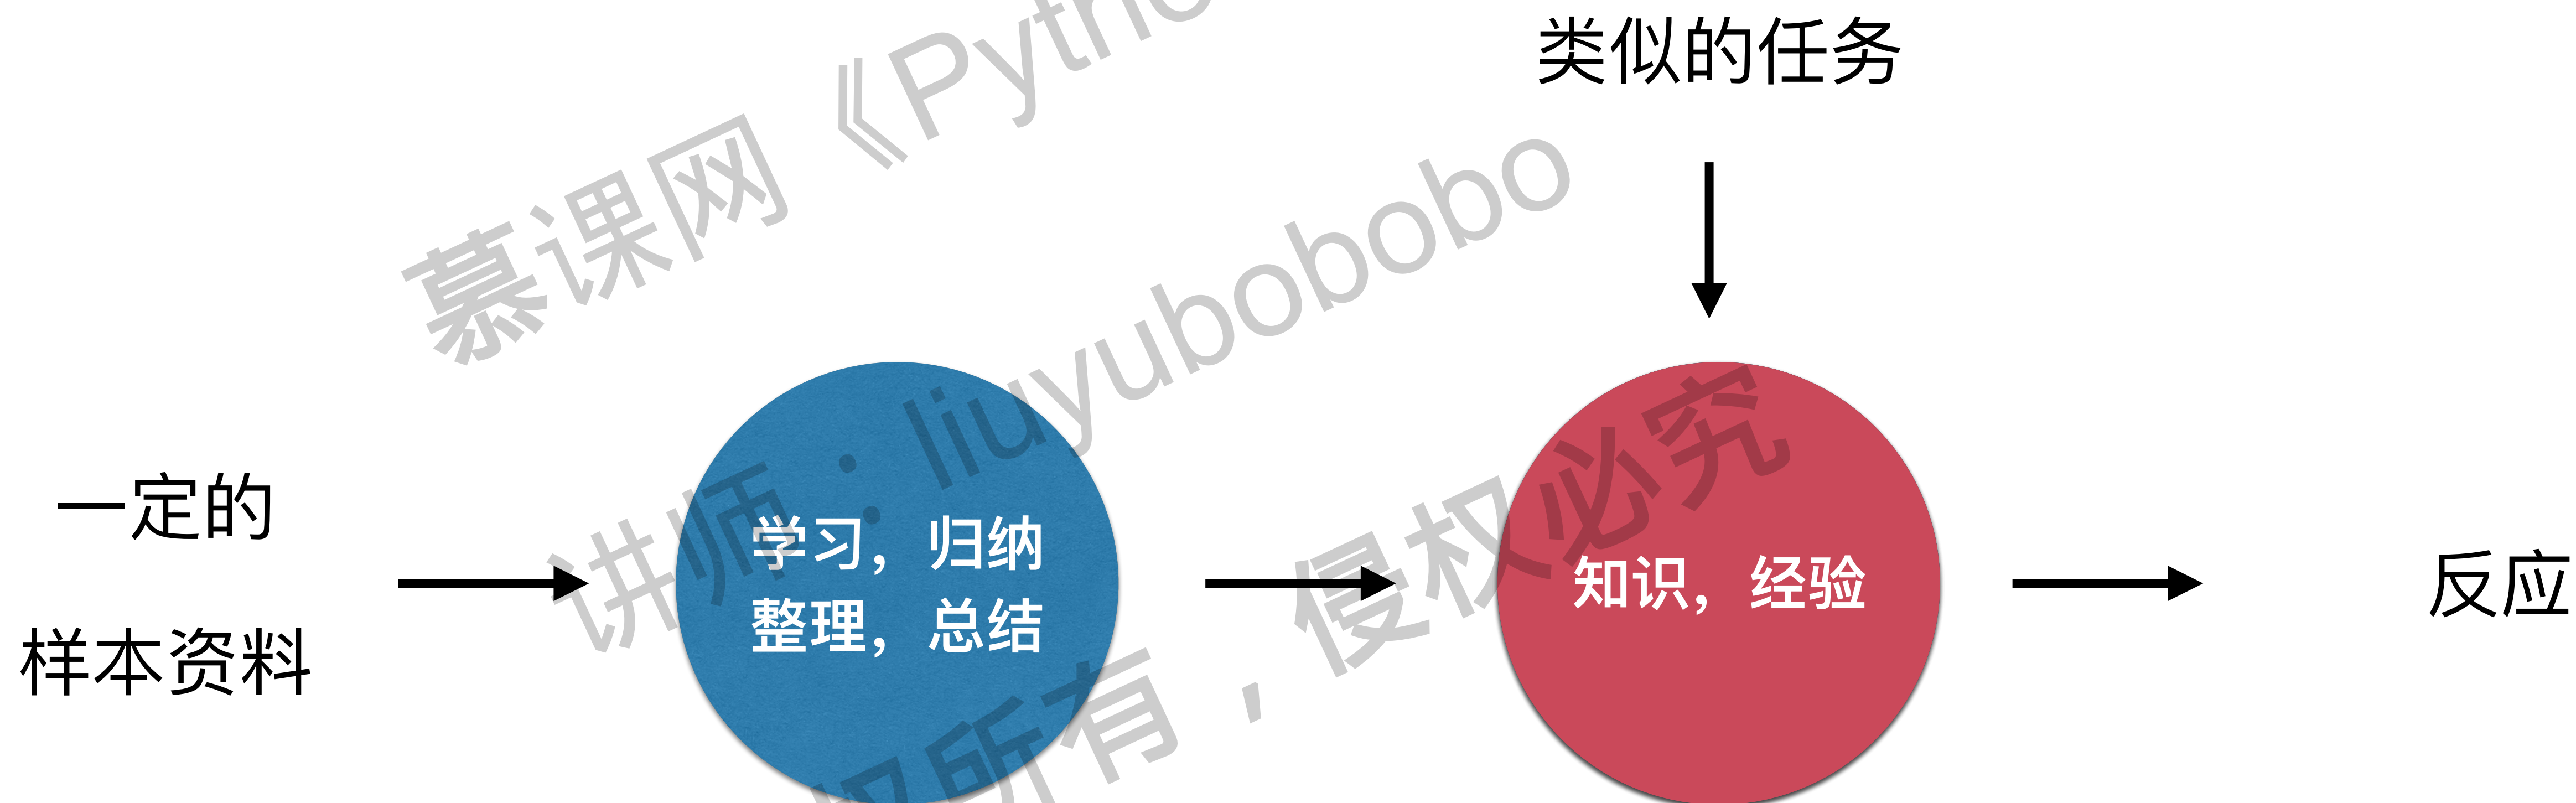 类似的任务
慕课网《Pyth
讲师：liuyubobobo
权所有，侵权必究
一定的
样本资料
学习，归纳
整理，总结
知识，经验
反应